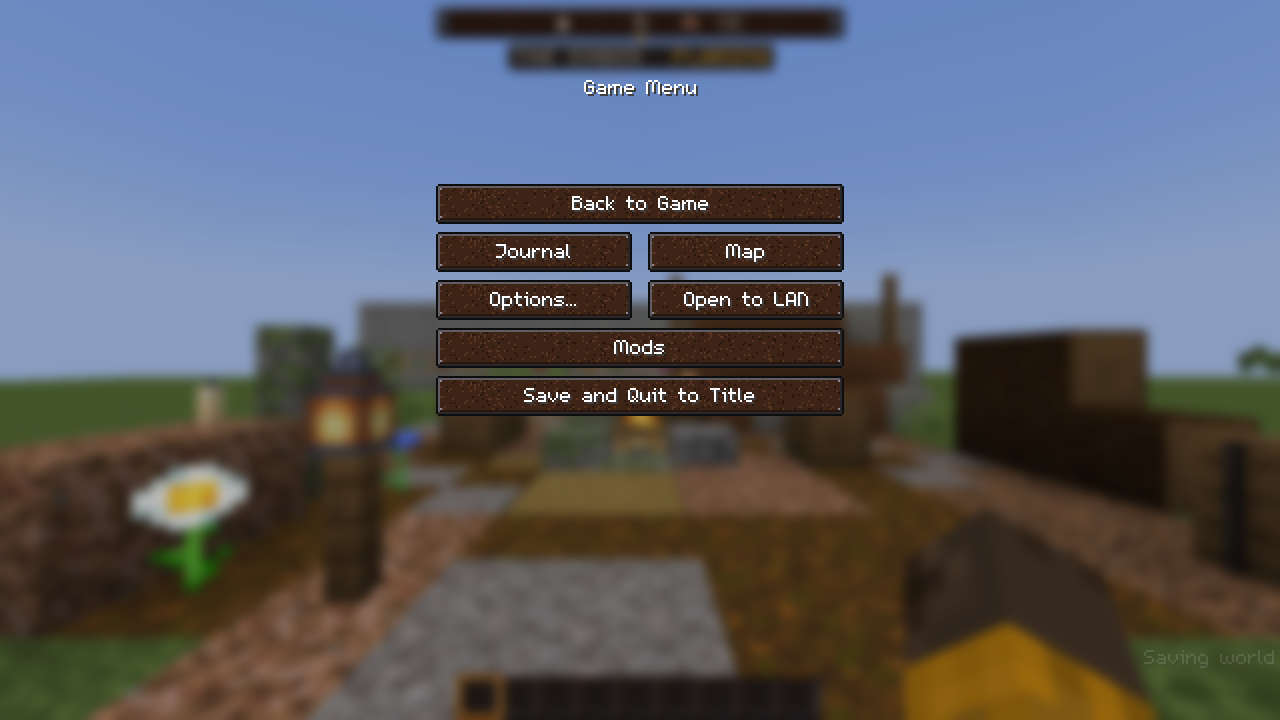 Game Menu
Back to Game
Journal
Map
Options...
Open to LAN
Mods
Save and Quit to Title
Saving world